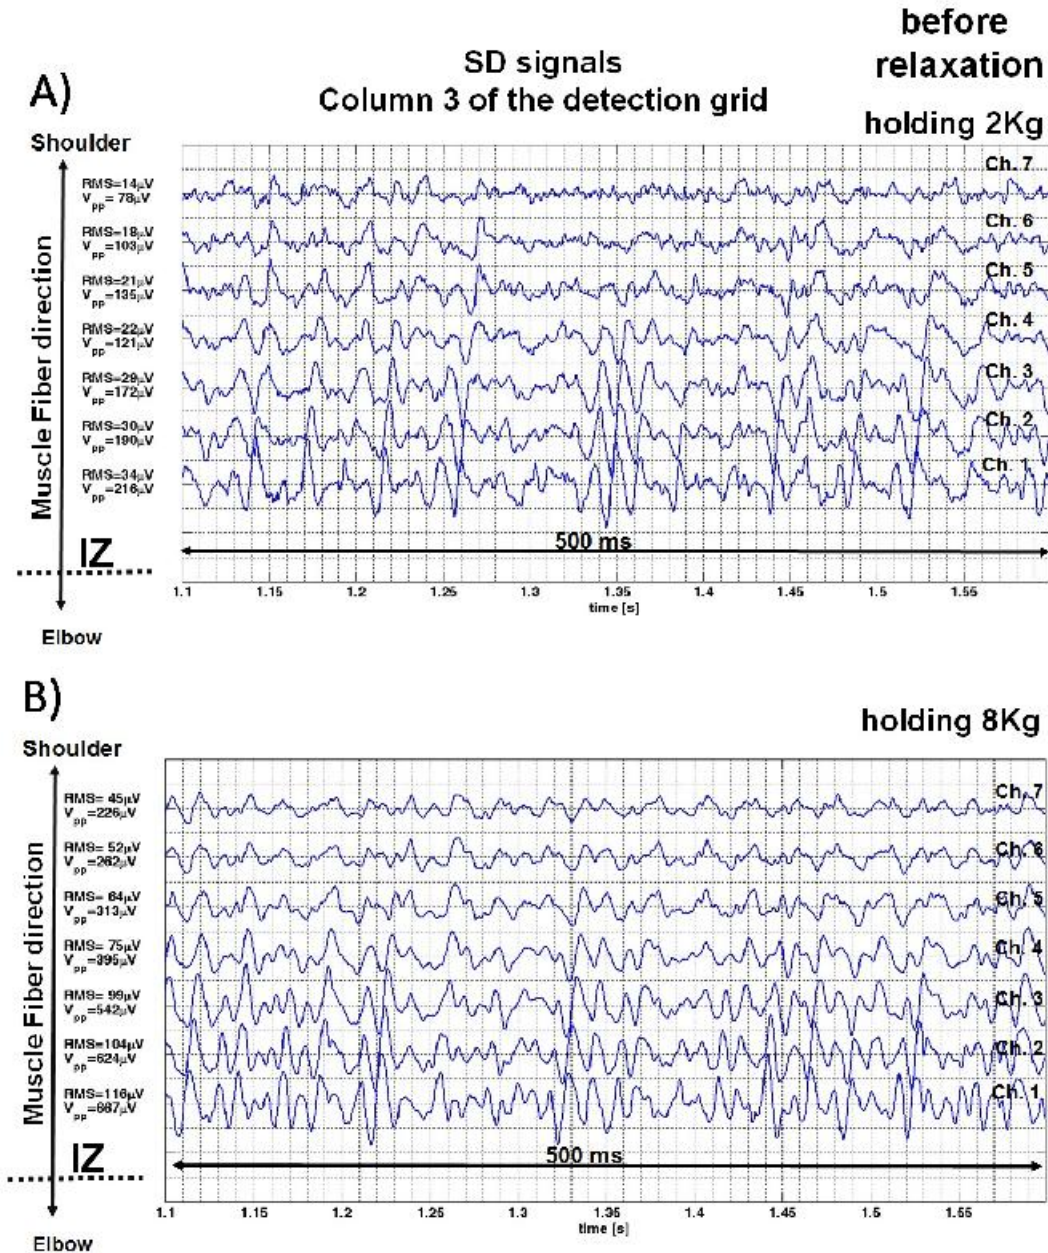 before
relaxation
SD signals
Column 3 of the detection grid
A)
holding 2Kg
Shoulder
Muscle Fiber direction
RMS=14µV
Vpp= 78µV
Ch. 7
RMS=18µV
Vpp=103µV
Ch. 6
RMS=21µV
Vpp=135µV
Ch. 5
RMS=22µV
Vpp=121µV
Ch. 4
RMS=29µV
Vpp=172µV
Ch. 3
RMS=30µV
Vpp=190µV
Ch. 2
RMS=34µV
Vpp=216µV
Ch. 1
IZ
500 ms
1.1 1.15 1.2 1.25 1.3 1.35 1.4 1.45 1.5 1.55
time [s]
Elbow
B)
holding 8Kg
Shoulder
Muscle Fiber direction
RMS= 45µV
Vpp=226µV
Ch. 7
RMS= 52µV
Vpp=262µV
Ch. 6
RMS= 64µV
Vpp=313µV
Ch. 5
RMS= 75µV
Vpp=395µV
Ch. 4
RMS= 99µV
Vpp=542µV
Ch. 3
RMS=104µV
Vpp=624µV
Ch. 2
RMS=116µV
Vpp=667µV
Ch. 1
IZ
500 ms
1.1 1.15 1.2 1.25 1.3 1.35 1.4 1.45 1.5 1.55
time [s]
Elbow